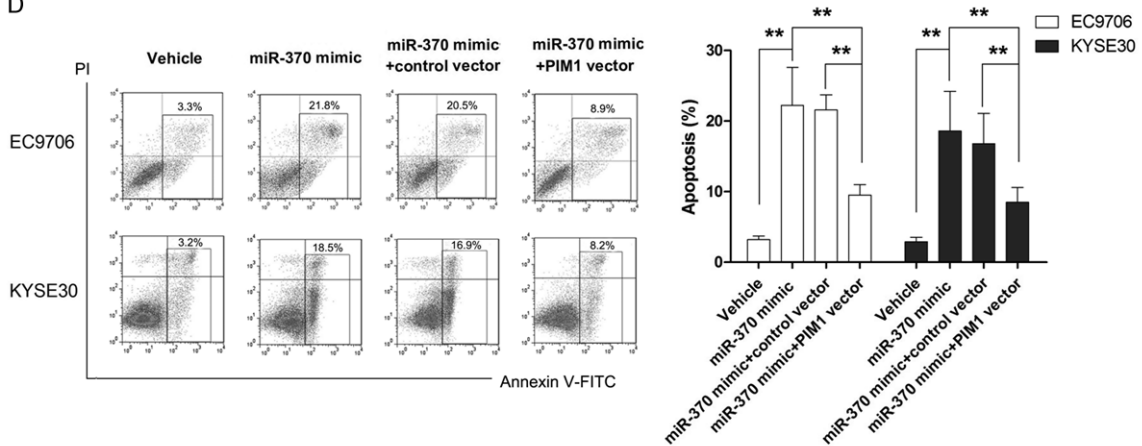 D
PI
Vehicle
miR-370 mimic
miR-370 mimic
+control vector
miR-370 mimic
+PIM1 vector
EC9706
3.3%
21.8%
20.5%
8.9%
KYSE30
3.2%
18.5%
16.9%
8.2%
Annexin V-FITC
EC9706
KYSE30
** ** ** ** ** **
Apoptosis (%)
30
20
10
0
Vehicle
miR-370 mimic
miR-370 mimic+control vector
miR-370 mimic+PIM1 vector
Vehicle
miR-370 mimic
miR-370 mimic+control vector
miR-370 mimic+PIM1 vector